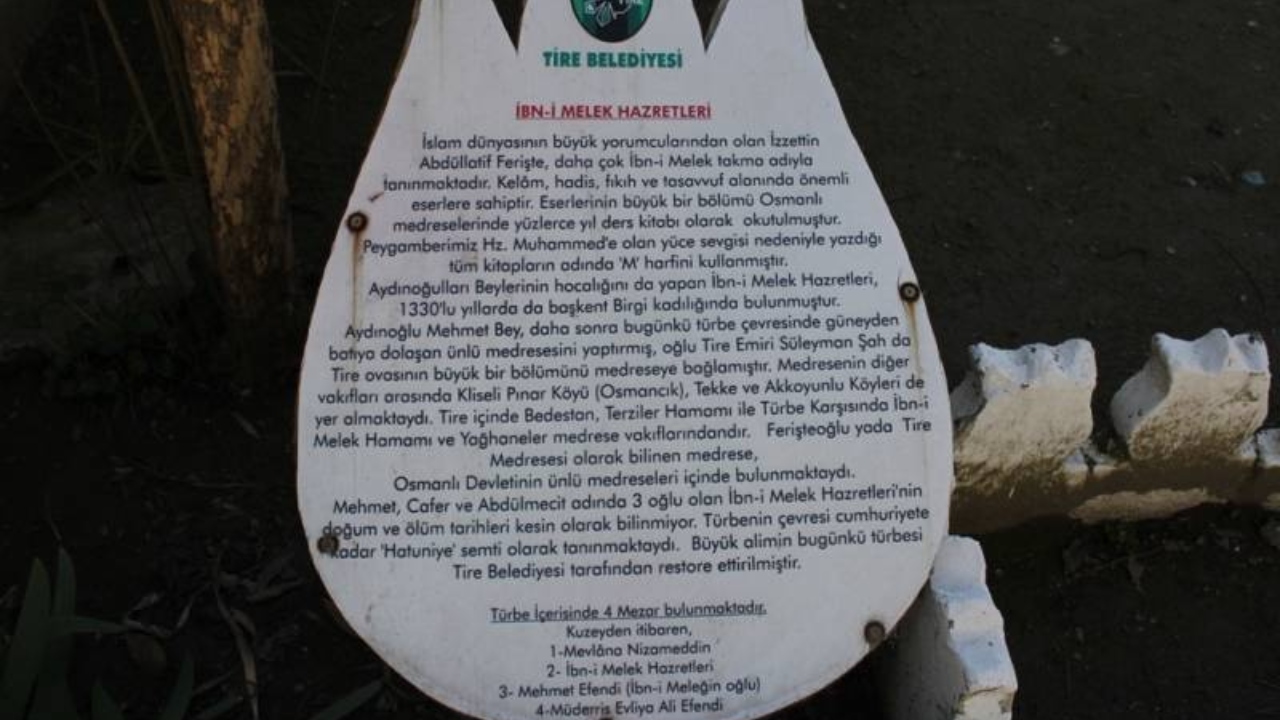 TİRE BELEDİYESİ
İBN-İ MELEK HAZRETLERİ
İslam dünyasının büyük yorumcularından olan İzzettin
Abdüllatif Ferişte, daha çok İbn-i Melek takma adıyla
tanınmaktadır. Kelâm, hadis, fıkıh ve tasavvuf alanında önemli
eserlere sahiptir. Eserlerinin büyük bir bölümü Osmanlı
medreselerinde yüzlerce yıl ders kitabı olarak okutulmuştur.
Peygamberimiz Hz. Muhammed'e olan yüce sevgisi nedeniyle yazdığı
tüm kitapların adında 'M' harfini kullanmıştır.
Aydınoğulları Beylerinin hocalığını da yapan İbn-i Melek Hazretleri,
1330'lu yıllarda da başkent Birgi kadılığında bulunmuştur.
Aydınoğlu Mehmet Bey, daha sonra bugünkü türbe çevresinde güneyden
batıya dolaşan ünlü medresesini yaptırmış, oğlu Tire Emiri Süleyman Şah da
Tire ovasının büyük bir bölümünü medreseye bağlamıştır. Medresenin diğer
vakıfları arasında Kliseli Pınar Köyü (Osmancık), Tekke ve Akkoyunlu Köyleri de
yer almaktaydı. Tire içinde Bedestan, Terziler Hamamı ile Türbe Karşısında İbn-i
Melek Hamamı ve Yağhaneler medrese vakıflarındandır. Ferişteoğlu yada Tire
Medresesi olarak bilinen medrese,
Osmanlı Devletinin ünlü medreseleri içinde bulunmaktaydı.
Mehmet, Cafer ve Abdülmecit adında 3 oğlu olan İbn-i Melek Hazretleri'nin
doğum ve ölüm tarihleri kesin olarak bilinmiyor. Türbenin çevresi cumhuriyete
kadar 'Hatuniye' semti olarak tanınmaktaydı. Büyük alimin bugünkü türbesi
Tire Belediyesi tarafından restore ettirilmiştir.
Türbe İçerisinde 4 Mezar bulunmaktadır.
Kuzeyden itibaren,
1-Mevlâna Nizameddin
2- İbn-i Melek Hazretleri
3- Mehmet Efendi (İbn-i Meleğin oğlu)
4-Müderris Evliya Ali Efendi